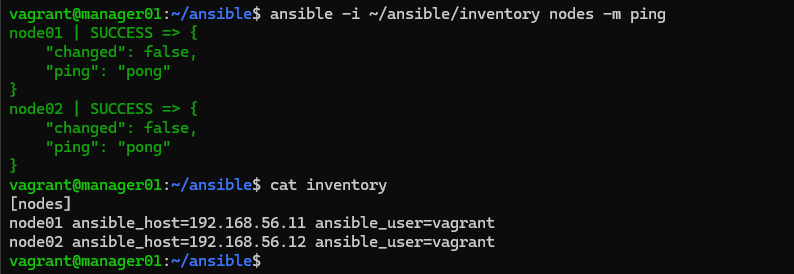 vagrant@manager01:~/ansible$ ansible -i ~/ansible/inventory nodes -m ping
node01 | SUCCESS => {
    "changed": false,
    "ping": "pong"
}
node02 | SUCCESS => {
    "changed": false,
    "ping": "pong"
}
vagrant@manager01:~/ansible$ cat inventory
[nodes]
node01 ansible_host=192.168.56.11 ansible_user=vagrant
node02 ansible_host=192.168.56.12 ansible_user=vagrant
vagrant@manager01:~/ansible$